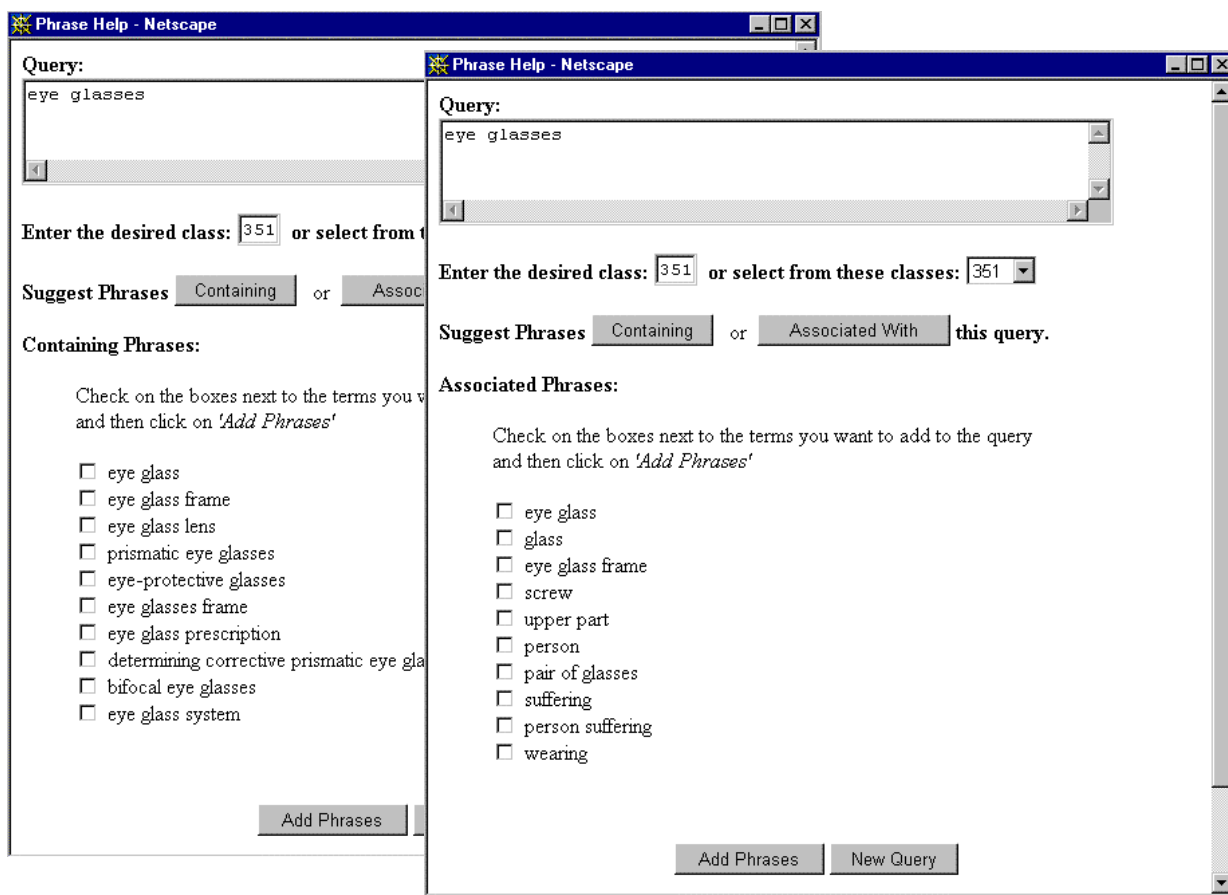 Phrase Help - Netscape
Query:
eye glasses
Enter the desired class: 351 or select from t
Suggest Phrases Containing or Assoc
Containing Phrases:
Check on the boxes next to the terms you w
and then click on 'Add Phrases'
eye glass
eye glass frame
eye glass lens
prismatic eye glasses
eye-protective glasses
eye glasses frame
eye glass prescription
determining corrective prismatic eye gla
bifocal eye glasses
eye glass system
Add Phrases
Phrase Help - Netscape
Query:
eye glasses
Enter the desired class: 351 or select from these classes: 351
Suggest Phrases Containing or Associated With this query.
Associated Phrases:
Check on the boxes next to the terms you want to add to the query
and then click on 'Add Phrases'
eye glass
glass
eye glass frame
screw
upper part
person
pair of glasses
suffering
person suffering
wearing
Add Phrases New Query